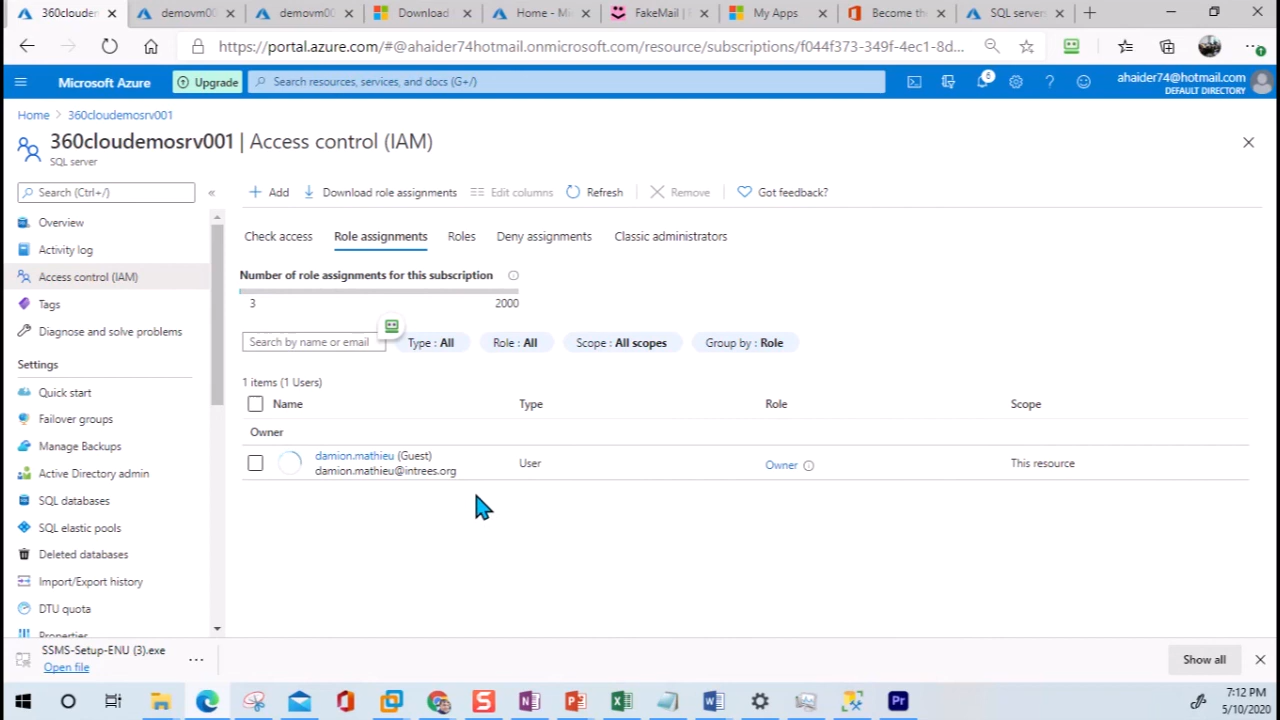 360clouden
demovm00
demovm00
Download
Home - Mi
FakeMail |
My Apps
Become the
SQL servers
https://portal.azure.com/#@ahaider74hotmail.onmicrosoft.com/resource/subscriptions/f044f373-349f-4ec1-8d...
Microsoft Azure
Upgrade
Search resources, services, and docs (G+/)
6
ahaider74@hotmail.com
DEFAULT DIRECTORY
Home > 360cloudemosrv001
360cloudemosrv001 | Access control (IAM)
SQL server
Search (Ctrl+/)
«
Add
Download role assignments
Edit columns
Refresh
Remove
Got feedback?
Overview
Activity log
Access control (IAM)
Tags
Diagnose and solve problems
Settings
Quick start
Failover groups
Manage Backups
Active Directory admin
SQL databases
SQL elastic pools
Deleted databases
Import/Export history
DTU quota
Properties
Check access
Role assignments
Roles
Deny assignments
Classic administrators
Number of role assignments for this subscription
3 2000
Search by name or email
Type : All
Role : All
Scope : All scopes
Group by : Role
1 items (1 Users)
Name Type Role Scope
Owner
damion.mathieu (Guest)
damion.mathieu@intrees.org
User
Owner
This resource
SSMS-Setup-ENU (3).exe
Open file
...
Show all
7:12 PM
5/10/2020